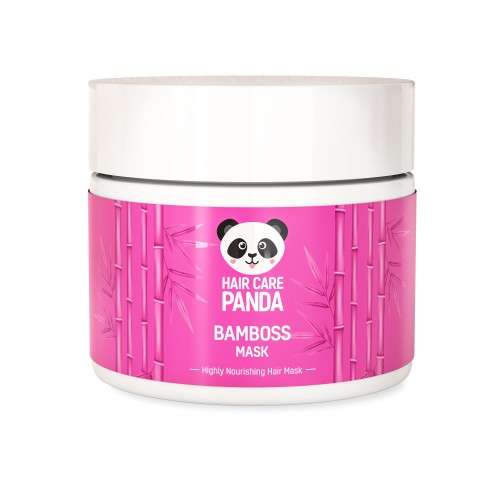 HAIR CARE
PANDA
BAMBOSS
MASK
Highly Nourishing Hair Mask